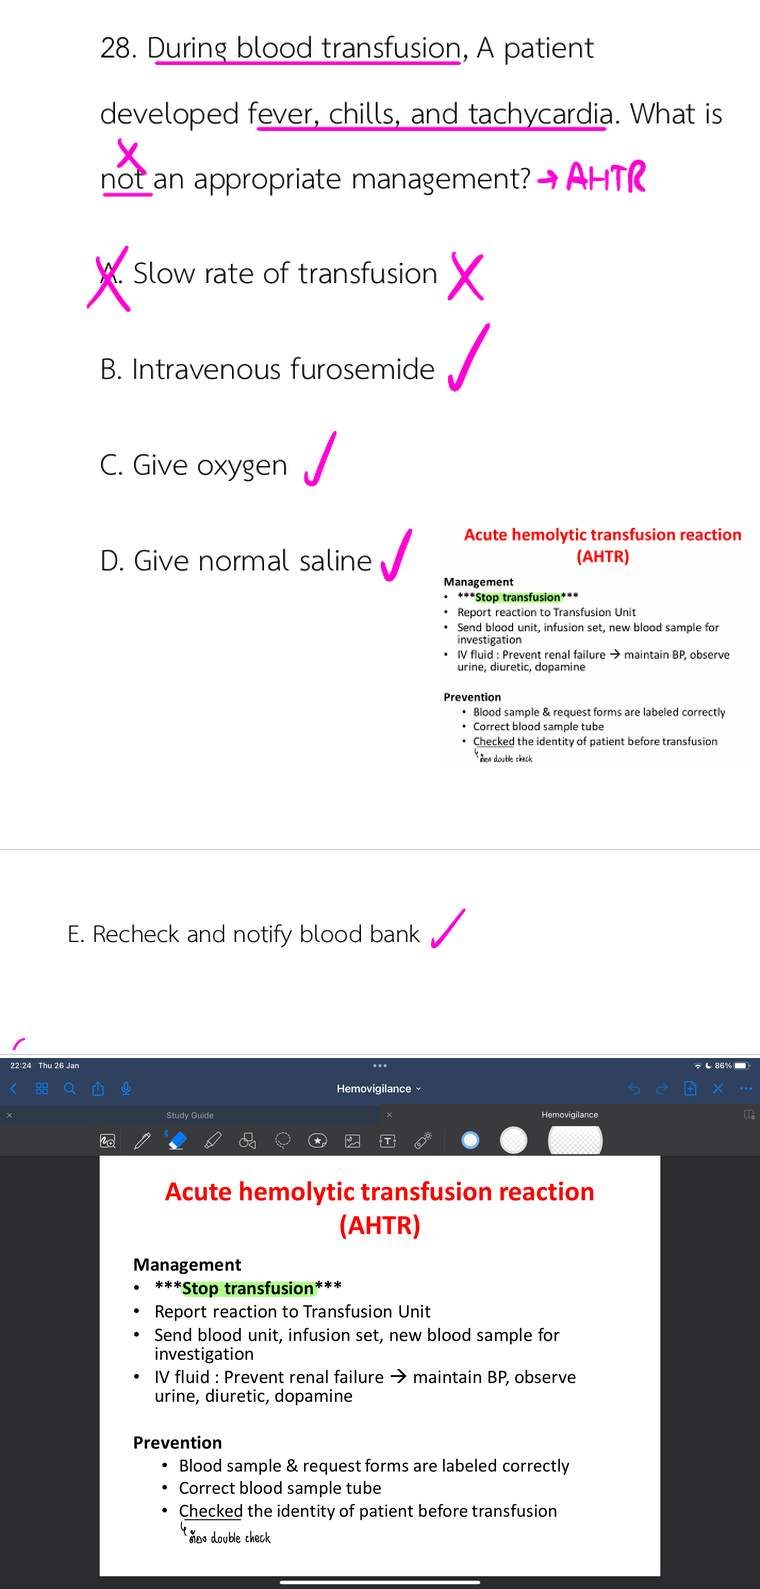 28. During blood transfusion, A patient
developed fever, chills, and tachycardia. What is
not an appropriate management? → AHTR
A. Slow rate of transfusion
B. Intravenous furosemide
C. Give oxygen
D. Give normal saline
Acute hemolytic transfusion reaction
(AHTR)
Management
• ***Stop transfusion***
• Report reaction to Transfusion Unit
• Send blood unit, infusion set, new blood sample for
investigation
• IV fluid : Prevent renal failure → maintain BP, observe
urine, diuretic, dopamine
Prevention
• Blood sample & request forms are labeled correctly
• Correct blood sample tube
• Checked the identity of patient before transfusion
ต้อง double check
E. Recheck and notify blood bank
22:24 Thu 26 Jan
86%
Hemovigilance
Study Guide
Hemovigilance
Acute hemolytic transfusion reaction
(AHTR)
Management
• ***Stop transfusion***
• Report reaction to Transfusion Unit
• Send blood unit, infusion set, new blood sample for
investigation
• IV fluid : Prevent renal failure → maintain BP, observe
urine, diuretic, dopamine
Prevention
• Blood sample & request forms are labeled correctly
• Correct blood sample tube
• Checked the identity of patient before transfusion
ต้อง double check